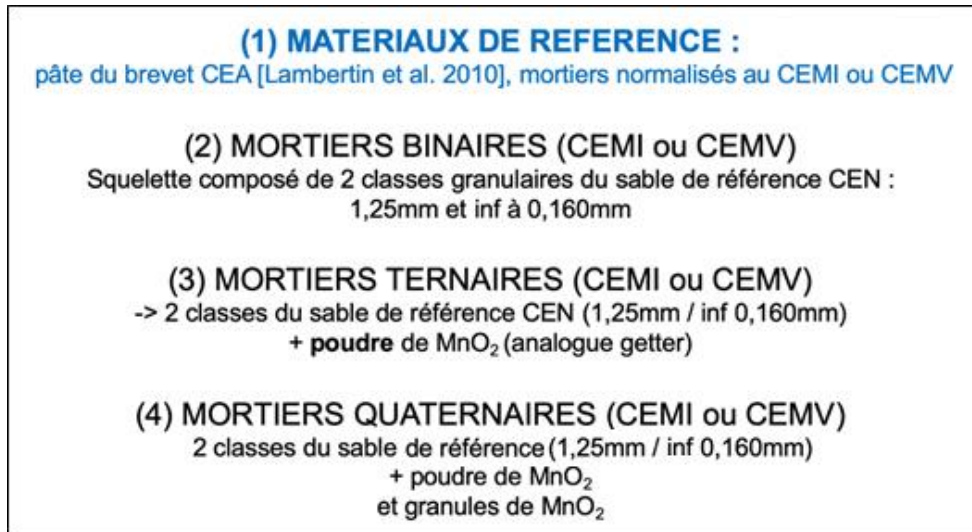 (1) MATERIAUX DE REFERENCE :
pâte du brevet CEA [Lambertin et al. 2010], mortiers normalisés au CEMI ou CEMV
(2) MORTIERS BINAIRES (CEMI ou CEMV)
Squelette composé de 2 classes granulaires du sable de référence CEN :
1,25mm et inf à 0,160mm
(3) MORTIERS TERNAIRES (CEMI ou CEMV)
-> 2 classes du sable de référence CEN (1,25mm / inf 0,160mm)
+ poudre de MnO₂ (analogue getter)
(4) MORTIERS QUATERNAIRES (CEMI ou CEMV)
2 classes du sable de référence (1,25mm / inf 0,160mm)
+ poudre de MnO₂
et granules de MnO₂